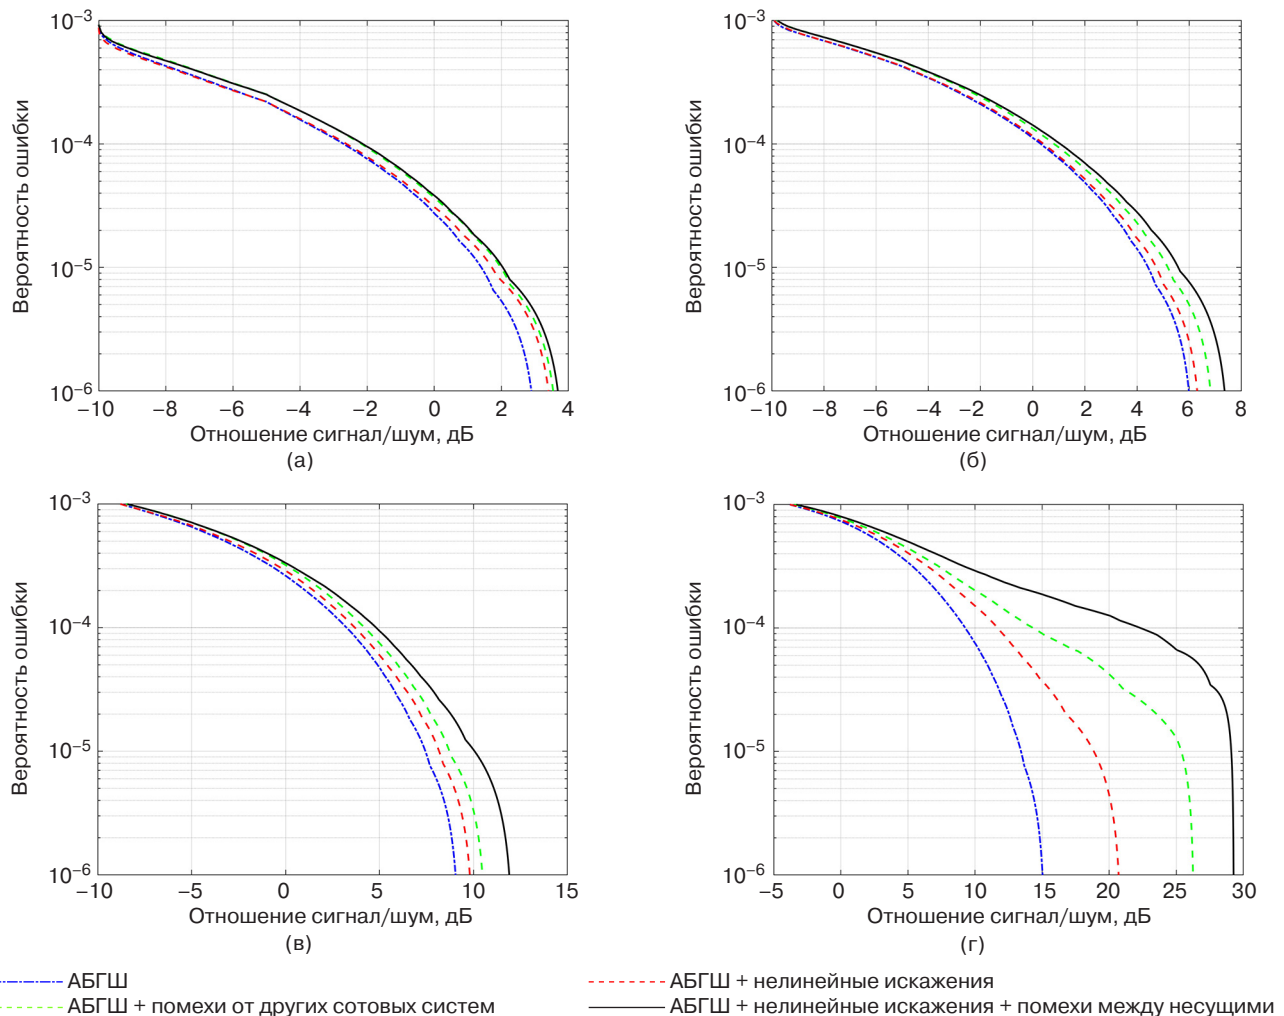 Вероятность ошибки
10⁻³
10⁻⁴
10⁻⁵
10⁻⁶
−10 −8 −6 −4 −2 0 2 4
Отношение сигнал/шум, дБ
(а)
Вероятность ошибки
10⁻³
10⁻⁴
10⁻⁵
10⁻⁶
−10 −8 −6 −4 −2 0 2 4 6 8
Отношение сигнал/шум, дБ
(б)
Вероятность ошибки
10⁻³
10⁻⁴
10⁻⁵
10⁻⁶
−10 −5 0 5 10 15
Отношение сигнал/шум, дБ
(в)
Вероятность ошибки
10⁻³
10⁻⁴
10⁻⁵
10⁻⁶
−5 0 5 10 15 20 25 30
Отношение сигнал/шум, дБ
(г)
АБГШ
АБГШ + нелинейные искажения
АБГШ + помехи от других сотовых систем
АБГШ + нелинейные искажения + помехи между несущими